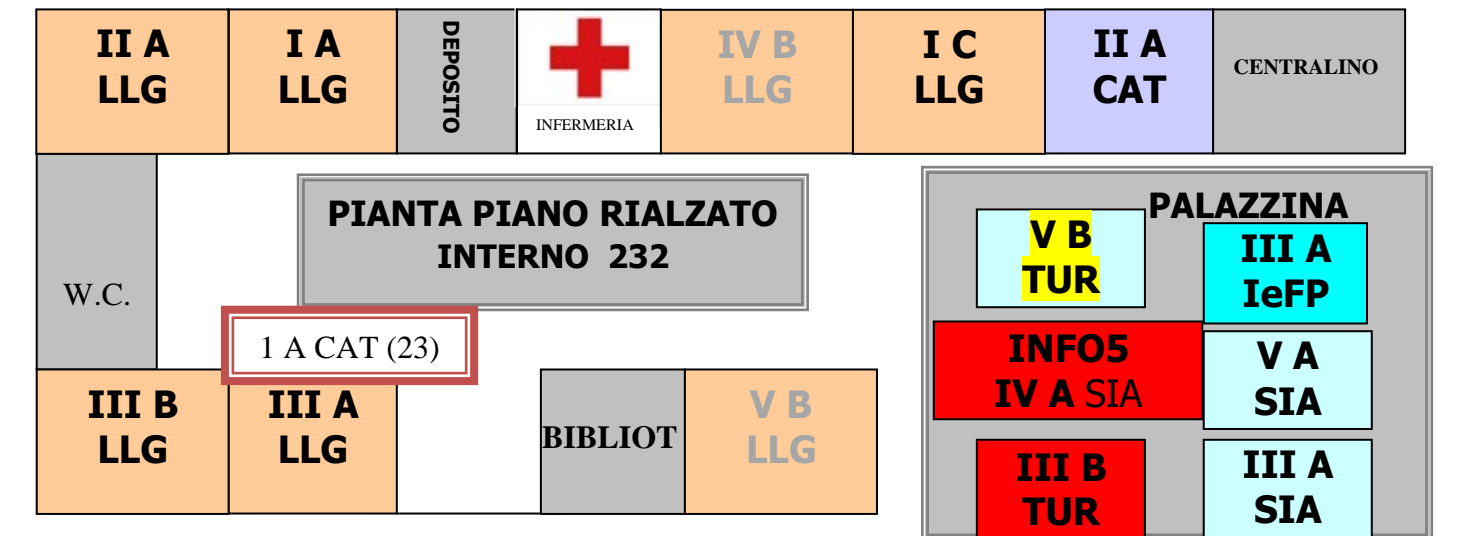 II A
LLG
I A
LLG
DEPOSITO
INFERMERIA
IV B
LLG
I C
LLG
II A
CAT
CENTRALINO
W.C.
PIANTA PIANO RIALZATO
INTERNO 232
1 A CAT (23)
III B
LLG
III A
LLG
BIBLIOT
V B
LLG
PALAZZINA
V B
TUR
III A
IeFP
INFO5
IV A SIA
V A
SIA
III B
TUR
III A
SIA